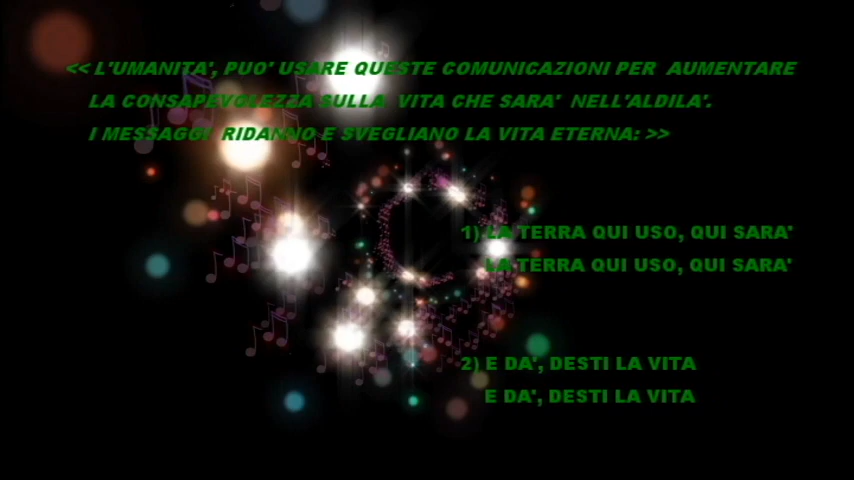 << L'UMANITA', PUO' USARE QUESTE COMUNICAZIONI PER AUMENTARE
LA CONSAPEVOLEZZA SULLA VITA CHE SARA' NELL'ALDILA'.
I MESSAGGI RIDANNO E SVEGLIANO LA VITA ETERNA: >>
1) LA TERRA QUI USO, QUI SARA'
LA TERRA QUI USO, QUI SARA'
2) E DA', DESTI LA VITA
E DA', DESTI LA VITA